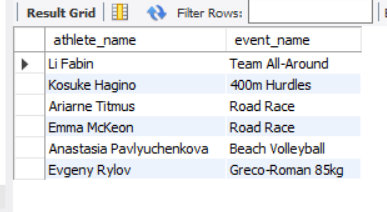 Result Grid Filter Rows:
athlete_name event_name
Li Fabin Team All-Around
Kosuke Hagino 400m Hurdles
Ariarne Titmus Road Race
Emma McKeon Road Race
Anastasia Pavlyuchenkova Beach Volleyball
Evgeny Rylov Greco-Roman 85kg